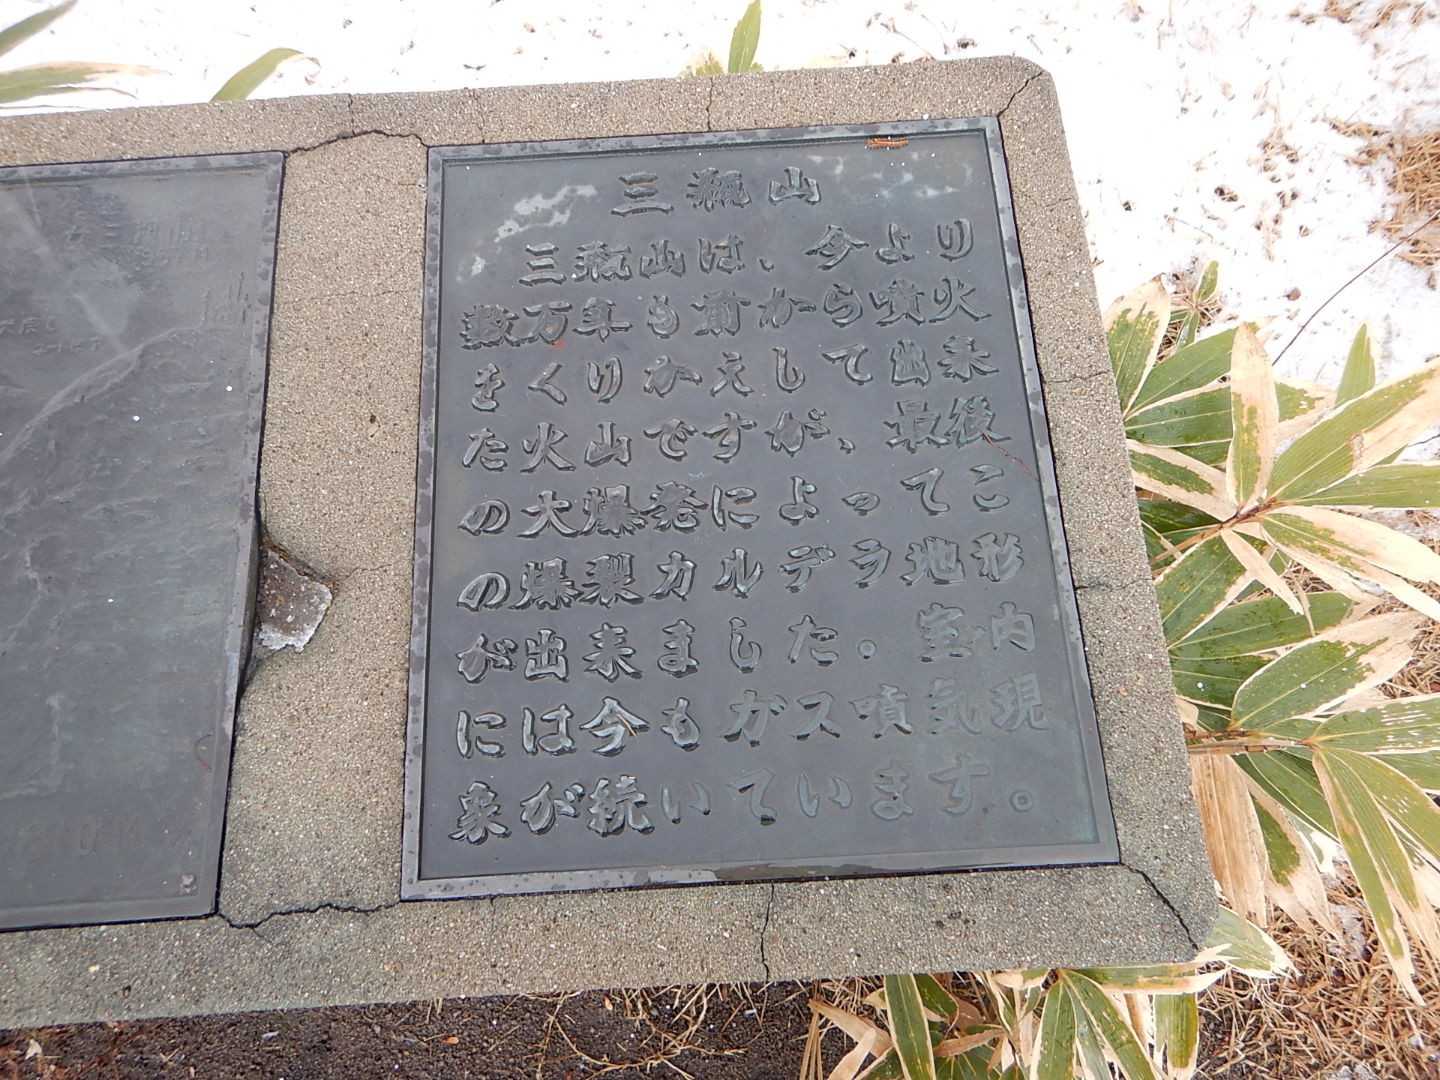 三瓶山
三瓶山は、今より
数万年も前から噴火
をくりかえして出来
た火山ですが、最後
の大爆発によってこ
の爆裂カルデラ地形
が出来ました。室内
には今もガス噴気現
象が続いています。